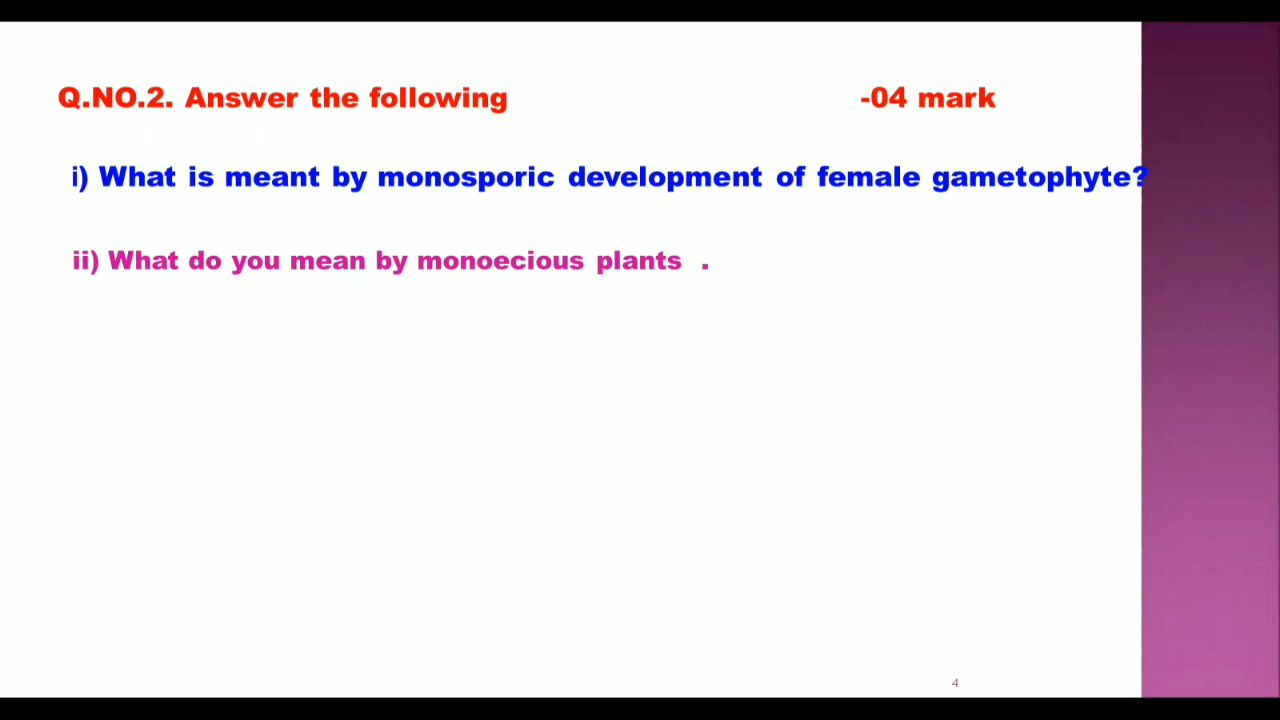 Q.NO.2. Answer the following -04 mark
i) What is meant by monosporic development of female gametophyte?
ii) What do you mean by monoecious plants .
4